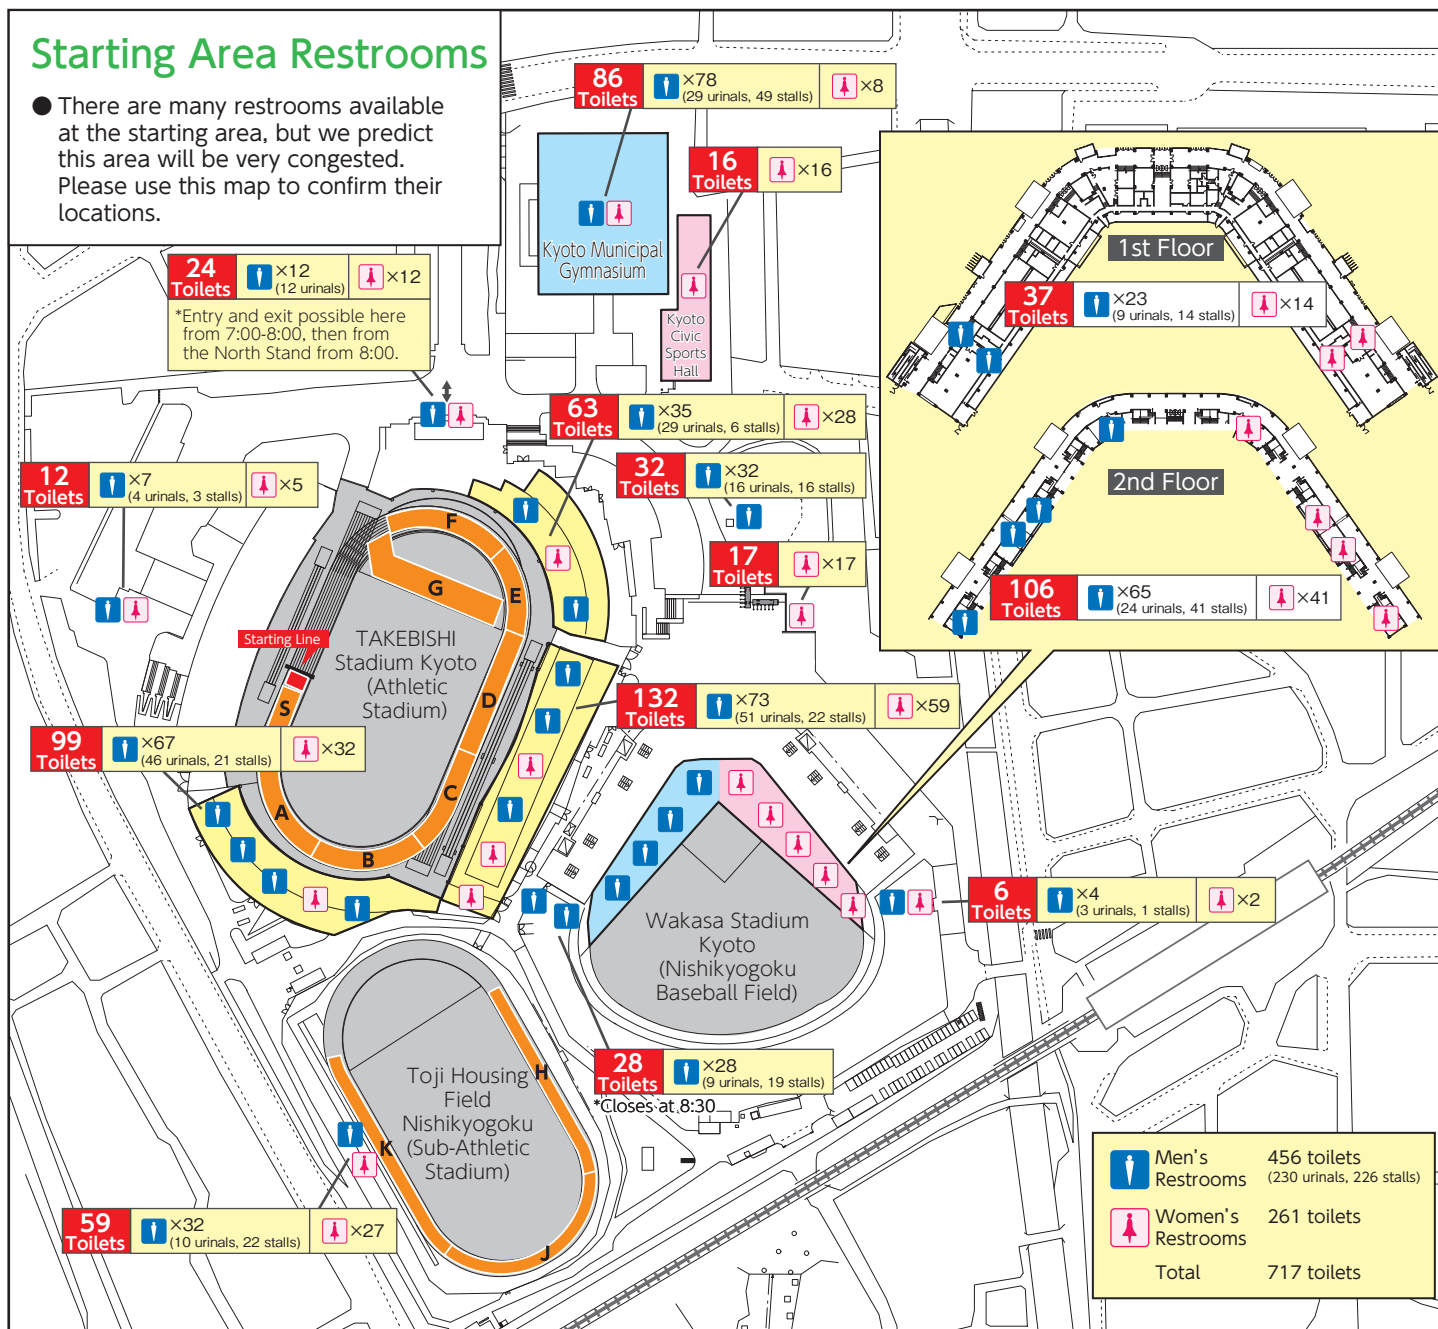 Starting Area Restrooms
● There are many restrooms available
at the starting area, but we predict
this area will be very congested.
Please use this map to confirm their
locations.
86
Toilets
×78
(29 urinals, 49 stalls)
×8
16
Toilets
×16
Kyoto Municipal
Gymnasium
Kyoto
Civic
Sports
Hall
24
Toilets
×12
(12 urinals)
×12
*Entry and exit possible here
from 7:00-8:00, then from
the North Stand from 8:00.
1st Floor
37
Toilets
×23
(9 urinals, 14 stalls)
×14
2nd Floor
106
Toilets
×65
(24 urinals, 41 stalls)
×41
63
Toilets
×35
(29 urinals, 6 stalls)
×28
12
Toilets
×7
(4 urinals, 3 stalls)
×5
32
Toilets
×32
(16 urinals, 16 stalls)
17
Toilets
×17
F
G
E
Starting Line
TAKEBISHI
Stadium Kyoto
(Athletic
Stadium)
D
S
132
Toilets
×73
(51 urinals, 22 stalls)
×59
99
Toilets
×67
(46 urinals, 21 stalls)
×32
A
C
B
Wakasa Stadium
Kyoto
(Nishikyogoku
Baseball Field)
6
Toilets
×4
(3 urinals, 1 stalls)
×2
28
Toilets
×28
(9 urinals, 19 stalls)
*Closes at 8:30
Toji Housing
Field
Nishikyogoku
(Sub-Athletic
Stadium)
H
K
J
59
Toilets
×32
(10 urinals, 22 stalls)
×27
Men's
Restrooms
456 toilets
(230 urinals, 226 stalls)
Women's
Restrooms
261 toilets
Total
717 toilets